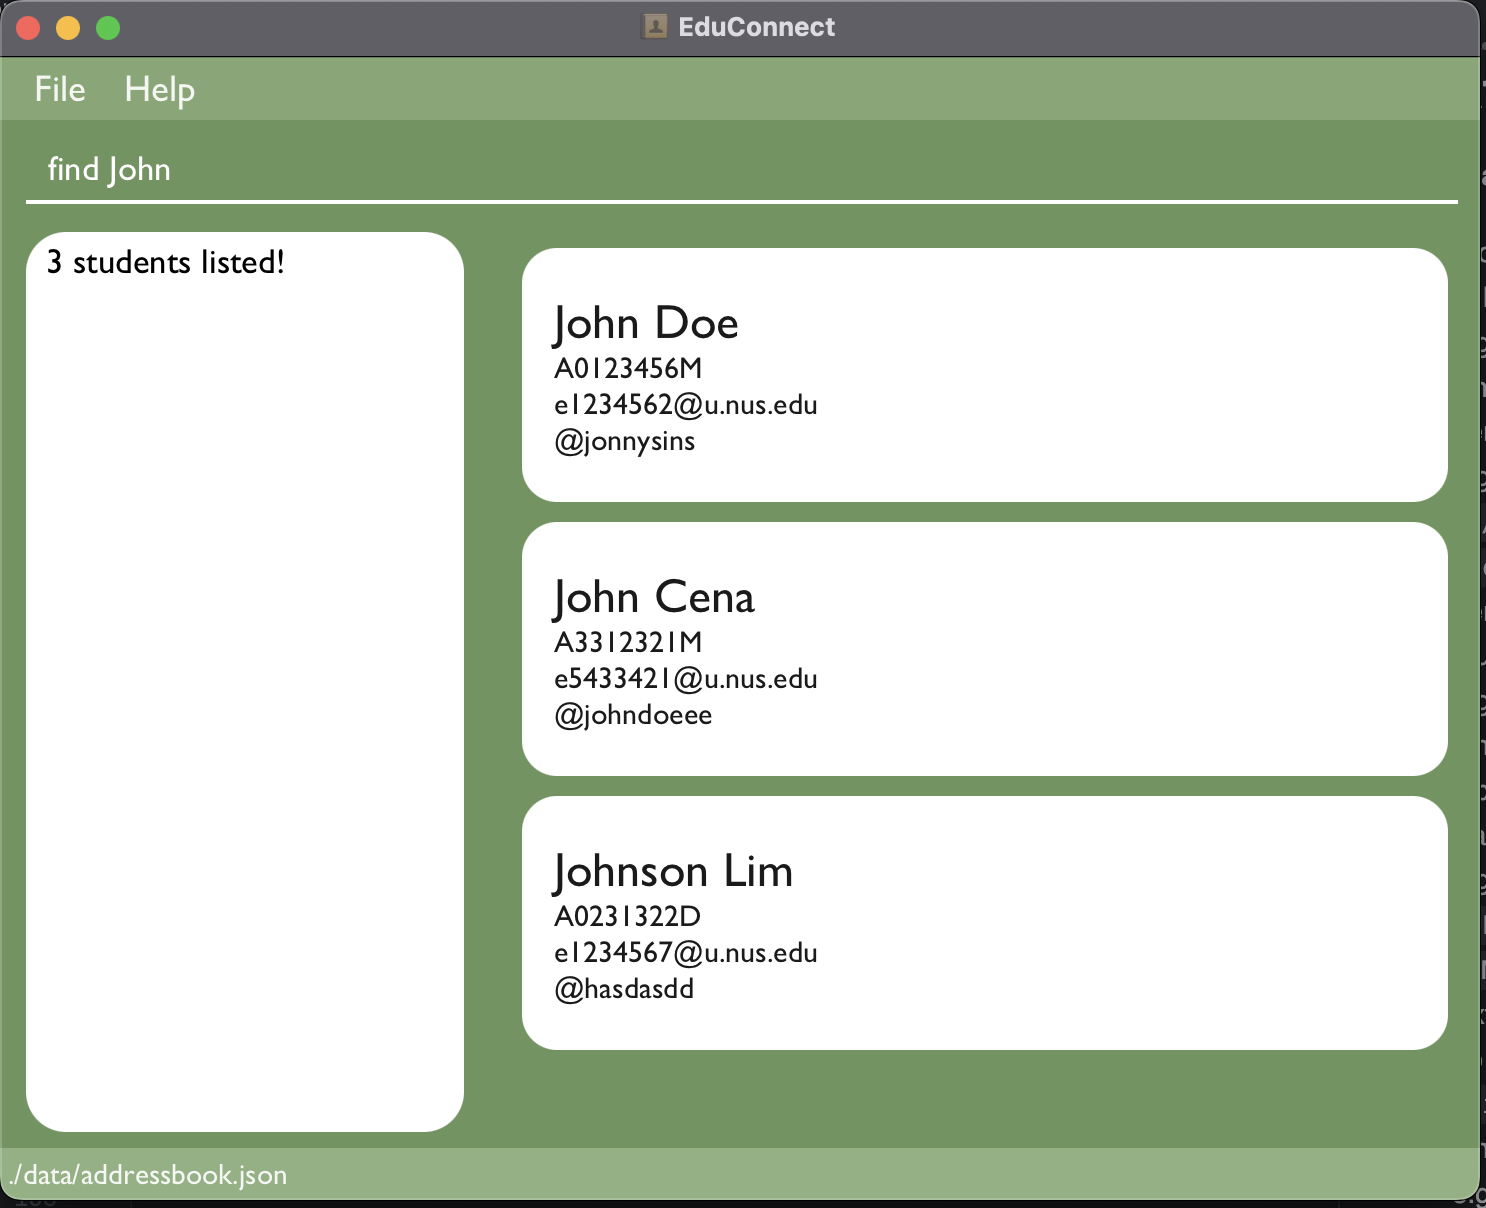 EduConnect
File Help
find John
3 students listed!
John Doe
A0123456M
e1234562@u.nus.edu
@jonnysins
John Cena
A3312321M
e5433421@u.nus.edu
@johndoeee
Johnson Lim
A0231322D
e1234567@u.nus.edu
@hasdasdd
./data/addressbook.json